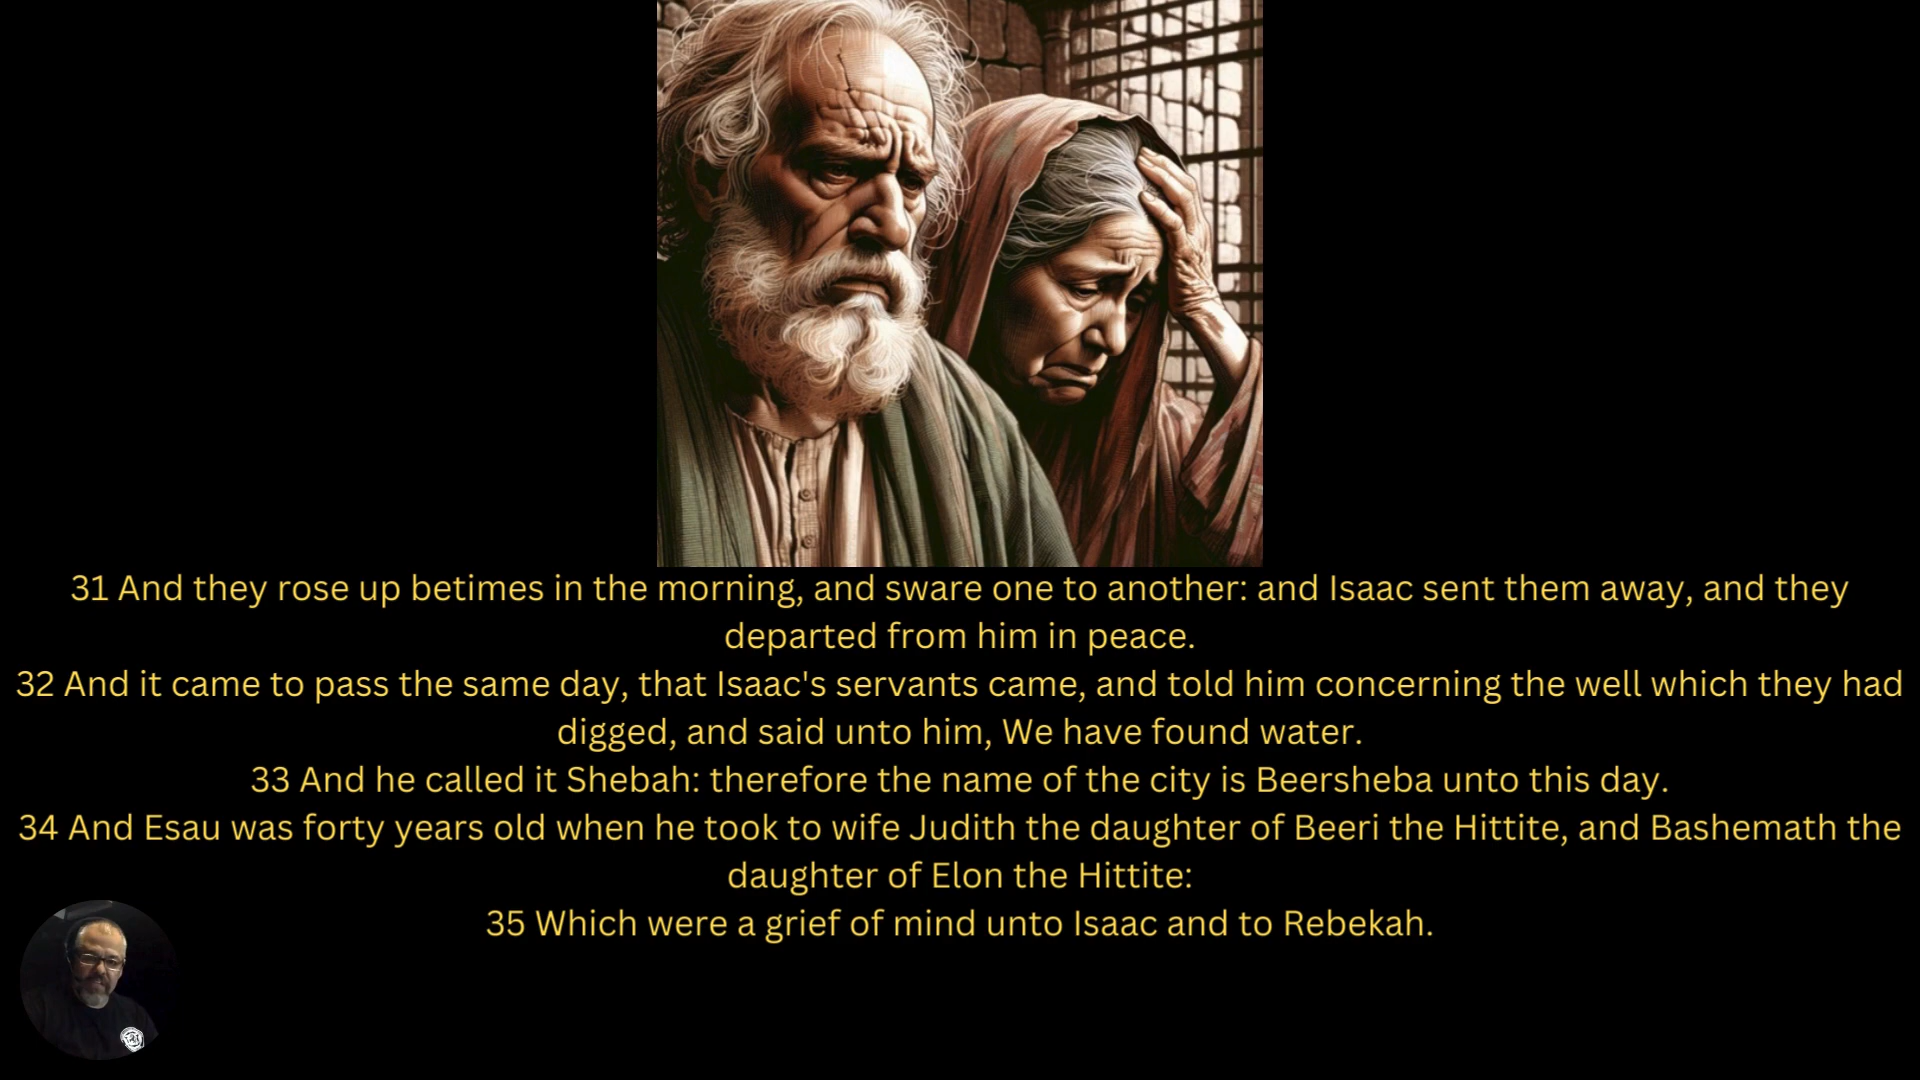 31 And they rose up betimes in the morning, and sware one to another: and Isaac sent them away, and they
departed from him in peace.
32 And it came to pass the same day, that Isaac's servants came, and told him concerning the well which they had
digged, and said unto him, We have found water.
33 And he called it Shebah: therefore the name of the city is Beersheba unto this day.
34 And Esau was forty years old when he took to wife Judith the daughter of Beeri the Hittite, and Bashemath the
daughter of Elon the Hittite:
35 Which were a grief of mind unto Isaac and to Rebekah.